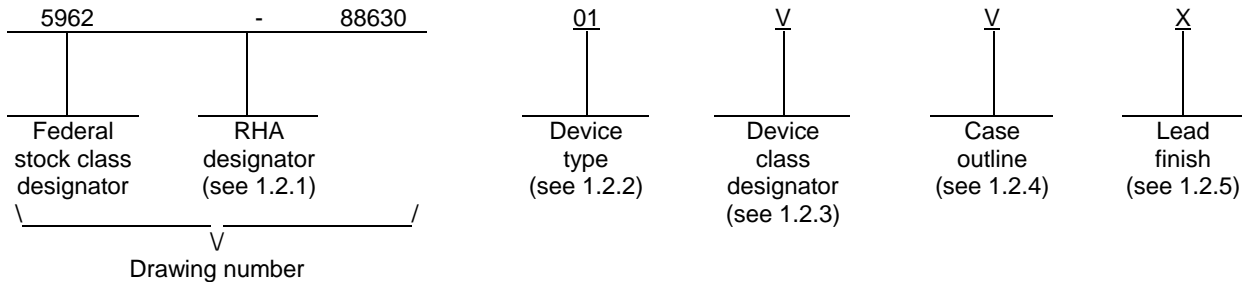 5962 - 88630 01 V V X
Federal stock class designator
RHA designator (see 1.2.1)
Device type (see 1.2.2)
Device class designator (see 1.2.3)
Case outline (see 1.2.4)
Lead finish (see 1.2.5)
\ /
\/
Drawing number